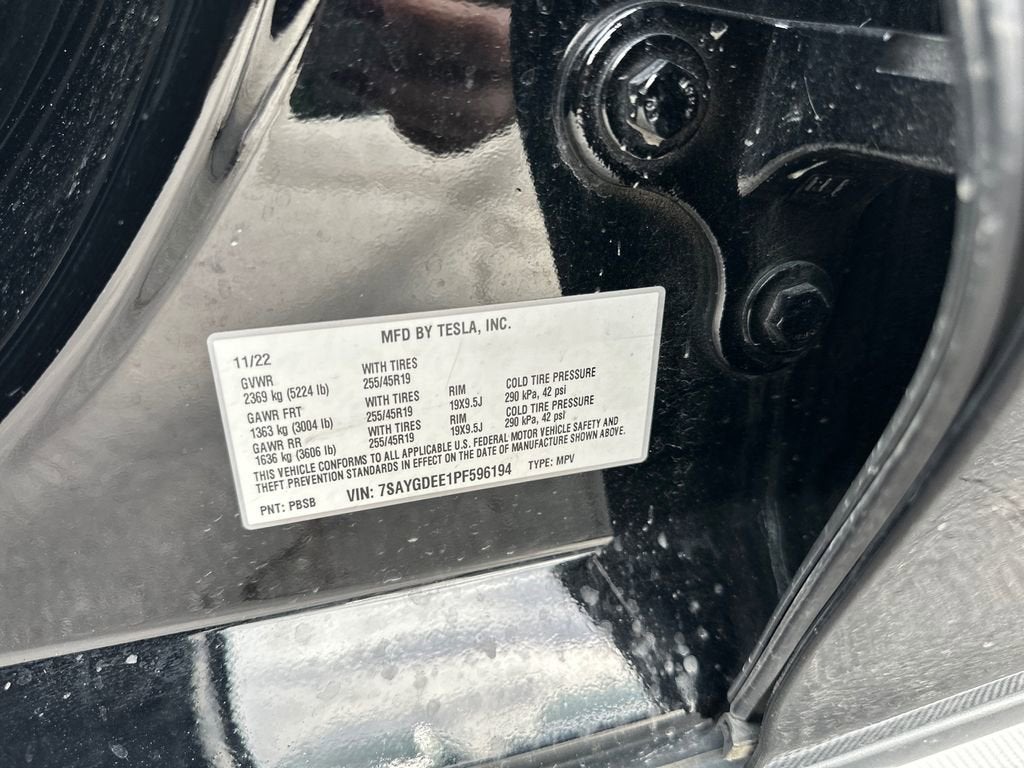 MFD BY TESLA, INC.
11/22
GVWR WITH TIRES
2369 kg (5224 lb) 255/45R19 RIM COLD TIRE PRESSURE
GAWR FRT WITH TIRES 19X9.5J 290 kPa, 42 psi
1363 kg (3004 lb) 255/45R19 RIM COLD TIRE PRESSURE
GAWR RR WITH TIRES 19X9.5J 290 kPa, 42 psi
1636 kg (3606 lb) 255/45R19
THIS VEHICLE CONFORMS TO ALL APPLICABLE U.S. FEDERAL MOTOR VEHICLE SAFETY AND
THEFT PREVENTION STANDARDS IN EFFECT ON THE DATE OF MANUFACTURE SHOWN ABOVE.
PNT: PBSB VIN: 7SAYGDEE1PF596194 TYPE: MPV